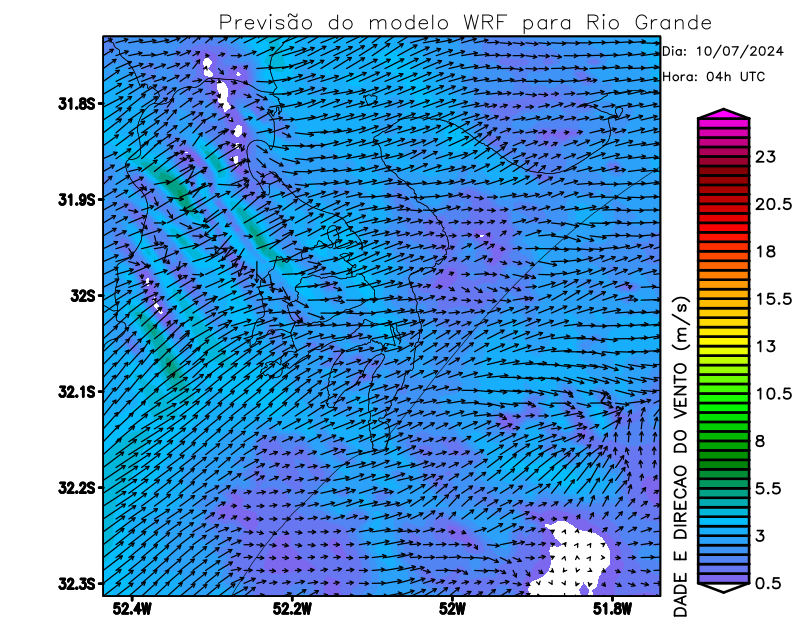 Previsão do modelo WRF para Rio Grande
Dia: 10/07/2024
Hora: 04h UTC
31.8S
31.9S
32S
32.1S
32.2S
32.3S
52.4W
52.2W
52W
51.8W
23
20.5
18
15.5
13
10.5
8
5.5
3
0.5
DADE E DIRECAO DO VENTO (m/s)